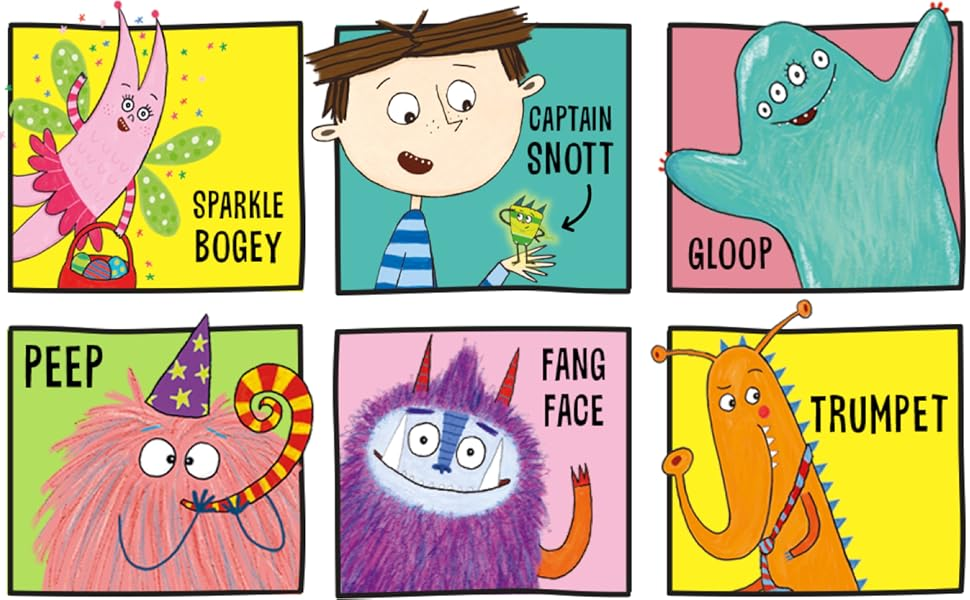 SPARKLE
BOGEY
CAPTAIN
SNOTT
GLOOP
PEEP
FANG
FACE
TRUMPET